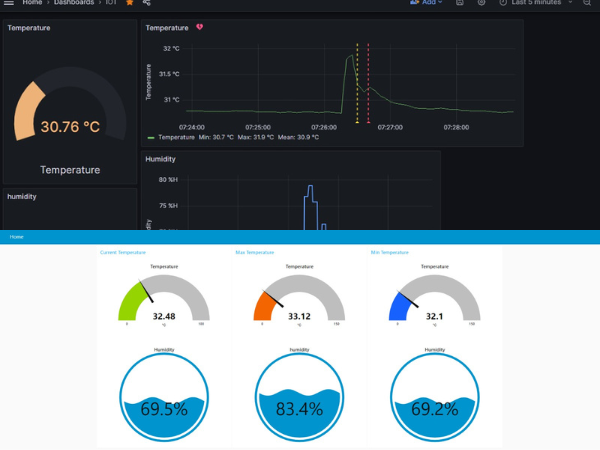 Home Dashboards IOT Add Last 5 minutes
Temperature
30.76 °C
Temperature
humidity
Temperature
Temperature
32 °C
31.5 °C
31 °C
07:24:00 07:25:00 07:26:00 07:27:00 07:28:00
Temperature Min: 30.7 °C Max: 31.9 °C Mean: 30.9 °C
Humidity
80 %H
75 %H
Home
Current Temperature Max Temperature Min Temperature
Temperature Temperature Temperature
32.48 33.12 32.1
0 °C 0 °C 0 °C
Humidity humidity Humidity
69.5% 83.4% 69.2%